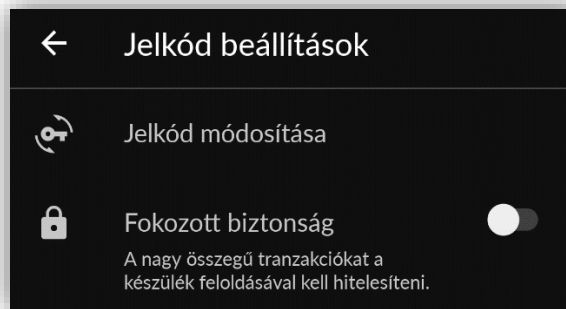 Jelkód beállítások
Jelkód módosítása
Fokozott biztonság
A nagy összegű tranzakciókat a
készülék feloldásával kell hitelesíteni.